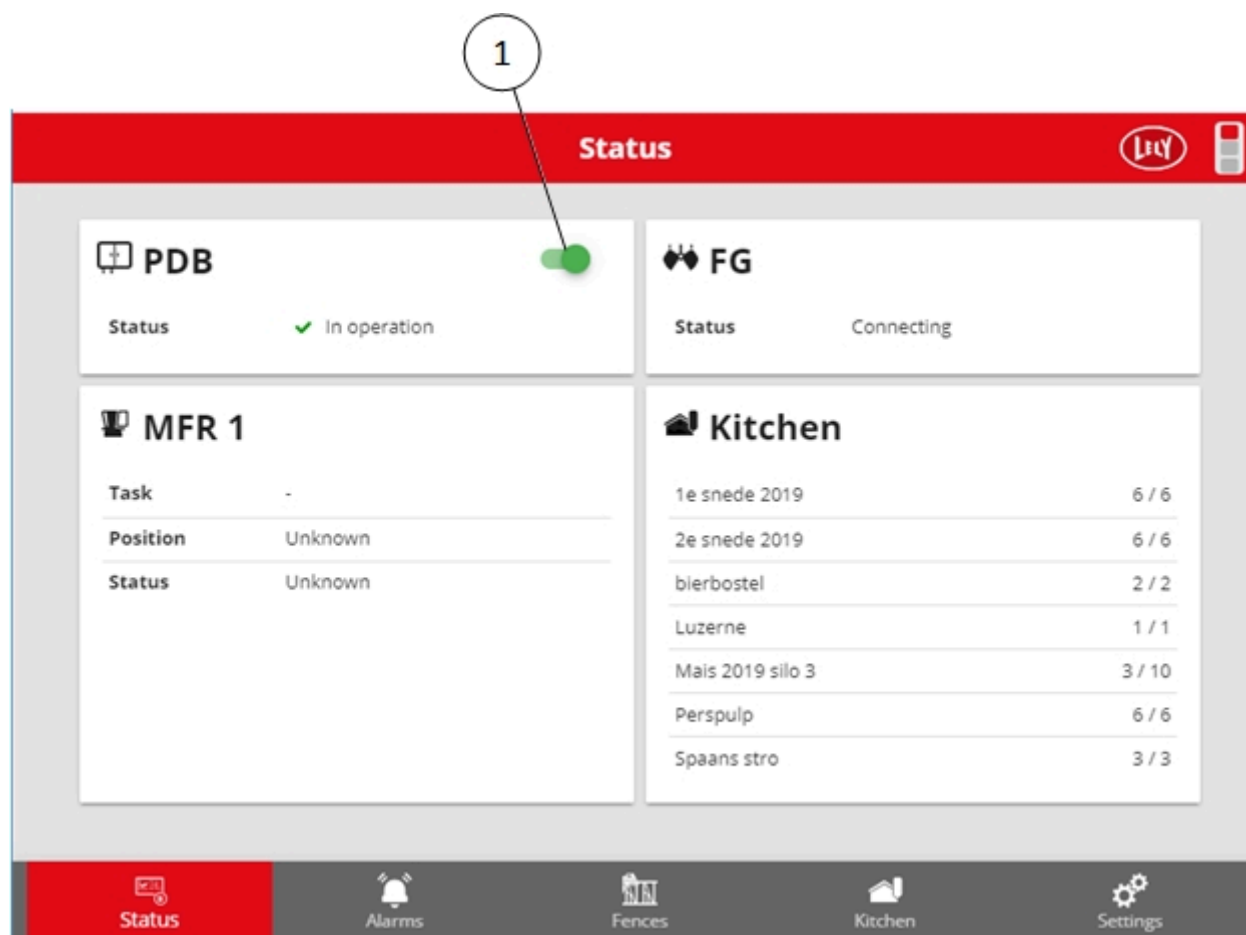 1
Status
LELY
PDB
Status In operation
FG
Status Connecting
MFR 1
Task -
Position Unknown
Status Unknown
Kitchen
1e snede 2019 6 / 6
2e snede 2019 6 / 6
bierbostel 2 / 2
Luzerne 1 / 1
Mais 2019 silo 3 3 / 10
Perspulp 6 / 6
Spaans stro 3 / 3
Status Alarms Fences Kitchen Settings